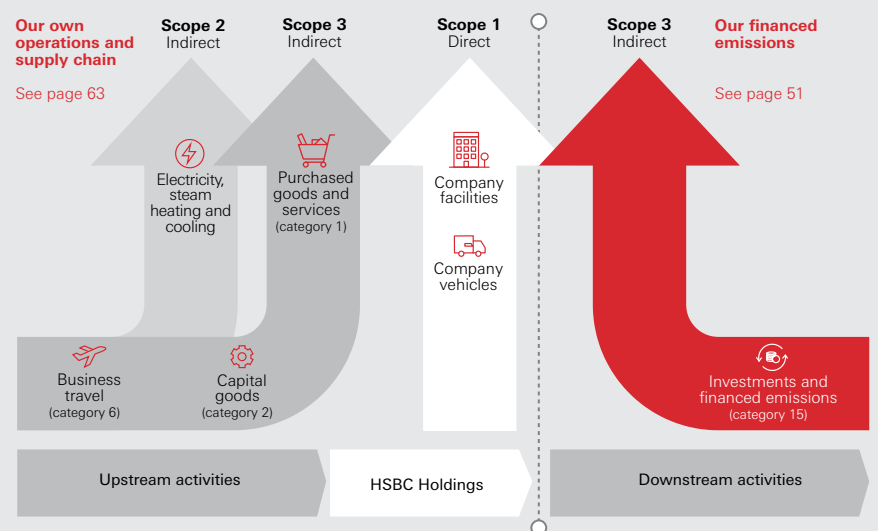 Our own
operations and
supply chain
See page 63
Scope 2
Indirect
Scope 3
Indirect
Scope 1
Direct
Scope 3
Indirect
Our financed
emissions
See page 51
Electricity,
steam
heating and
cooling
Purchased
goods and
services
(category 1)
Company
facilities
Company
vehicles
Business
travel
(category 6)
Capital
goods
(category 2)
Investments and
financed emissions
(category 15)
Upstream activities
HSBC Holdings
Downstream activities